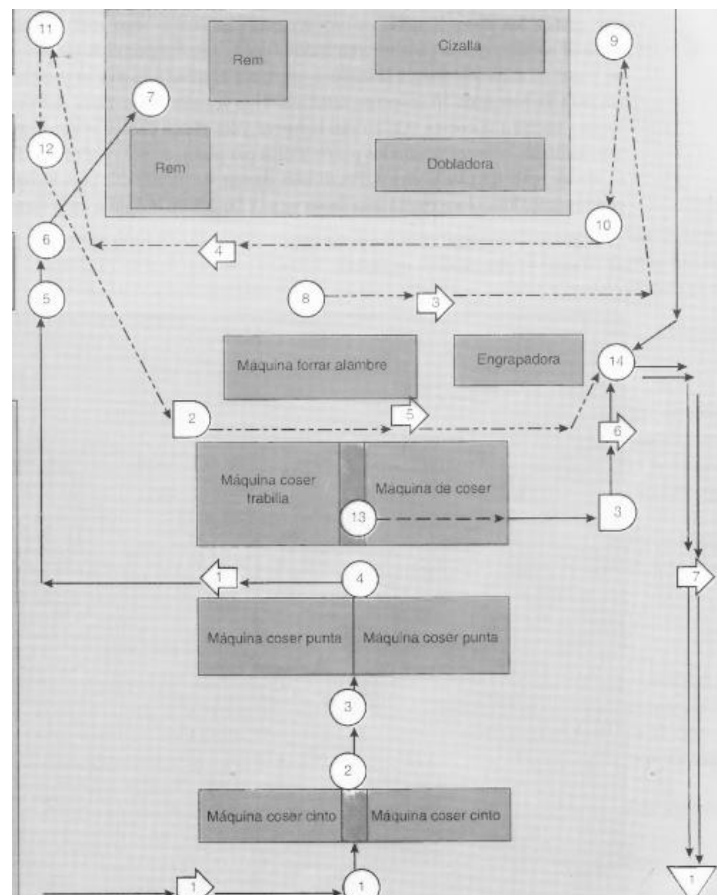 11
9
Rem
Cizalla
7
12
Rem
Dobladora
6
10
4
5
8
3
Máquina forrar alambre
Engrapadora
14
2
5
6
Máquina coser
trabilla
Máquina de coser
13
3
1
4
7
Máquina coser punta
Máquina coser punta
3
2
Máquina coser cinto
Máquina coser cinto
1
1
1